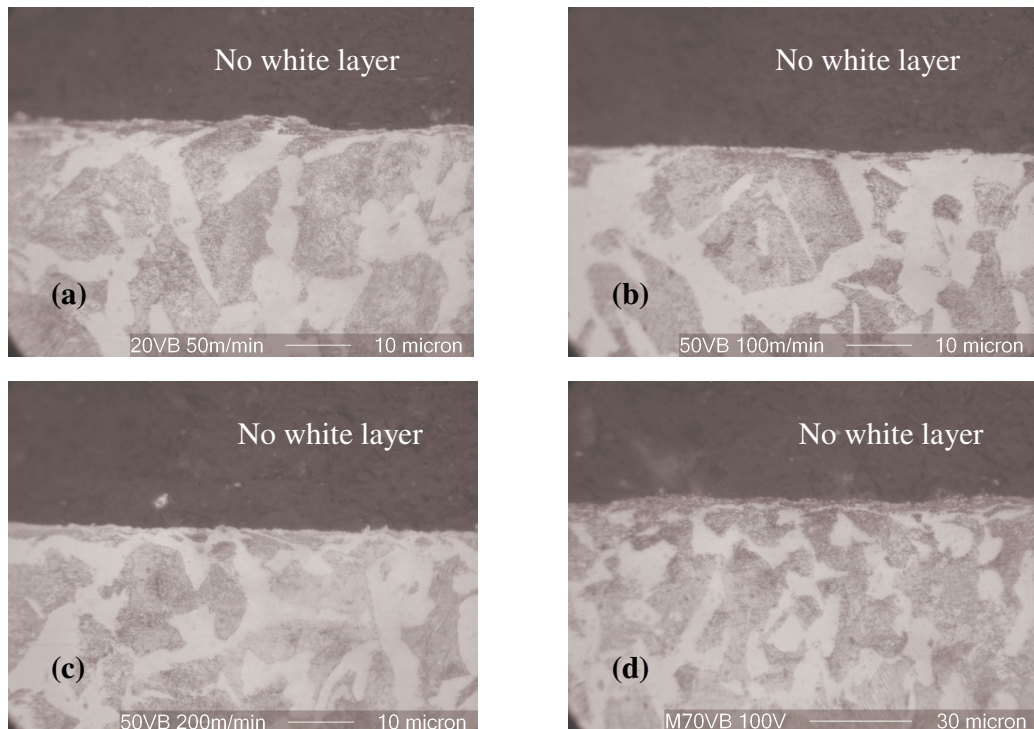 No white layer
(a)
20VB 50m/min 10 micron
No white layer
(b)
50VB 100m/min 10 micron
No white layer
(c)
50VB 200m/min 10 micron
No white layer
(d)
M70VB 100V 30 micron